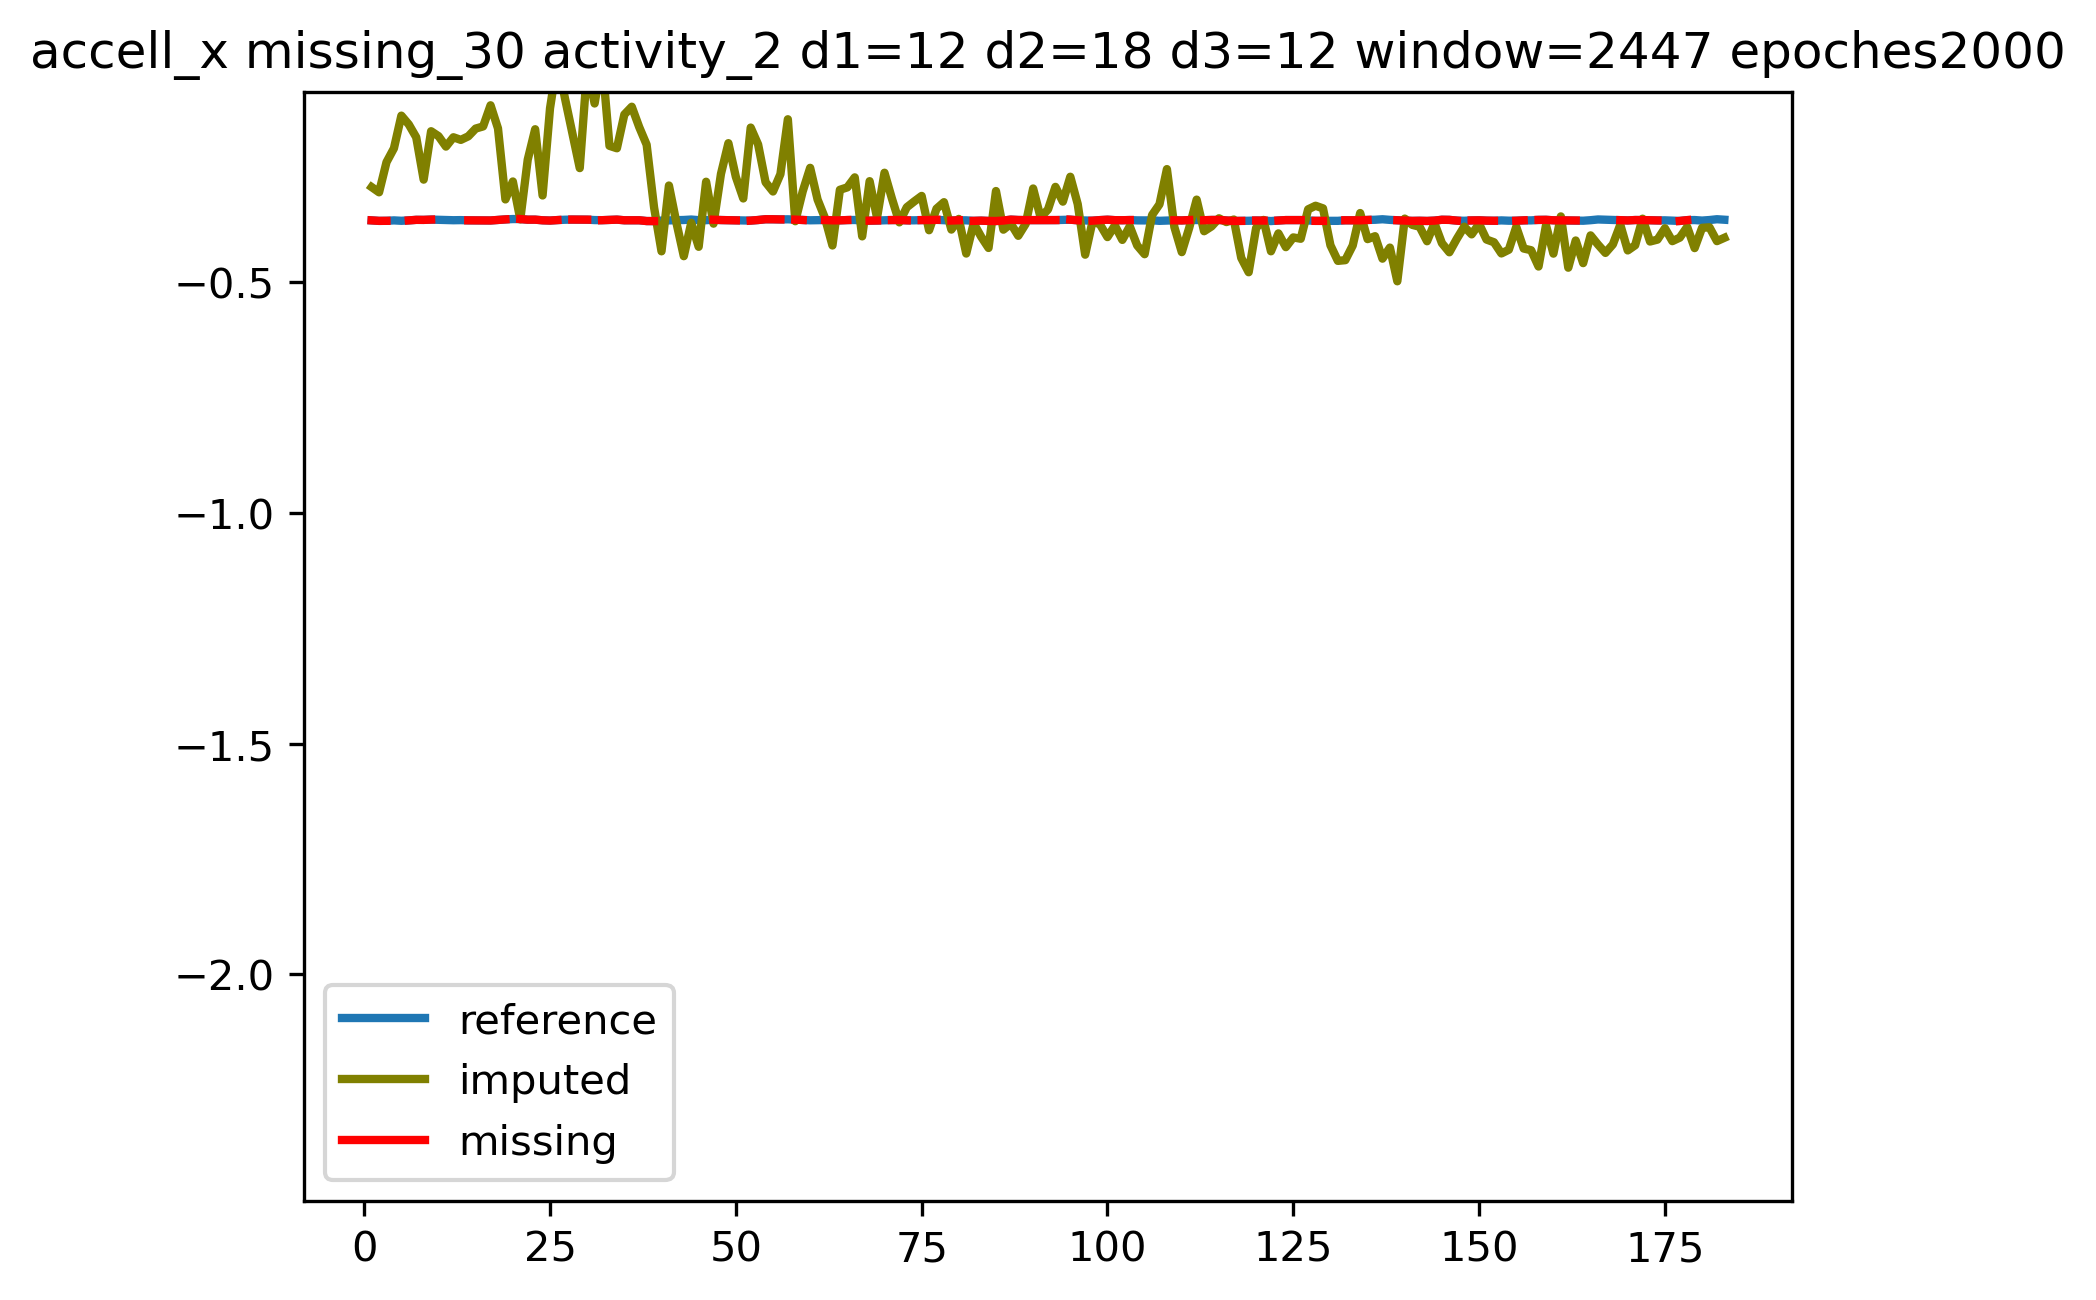 accell_x missing_30 activity_2 d1=12 d2=18 d3=12 window=2447 epoches2000
−0.5
−1.0
−1.5
−2.0
reference
imputed
missing
0 25 50 75 100 125 150 175